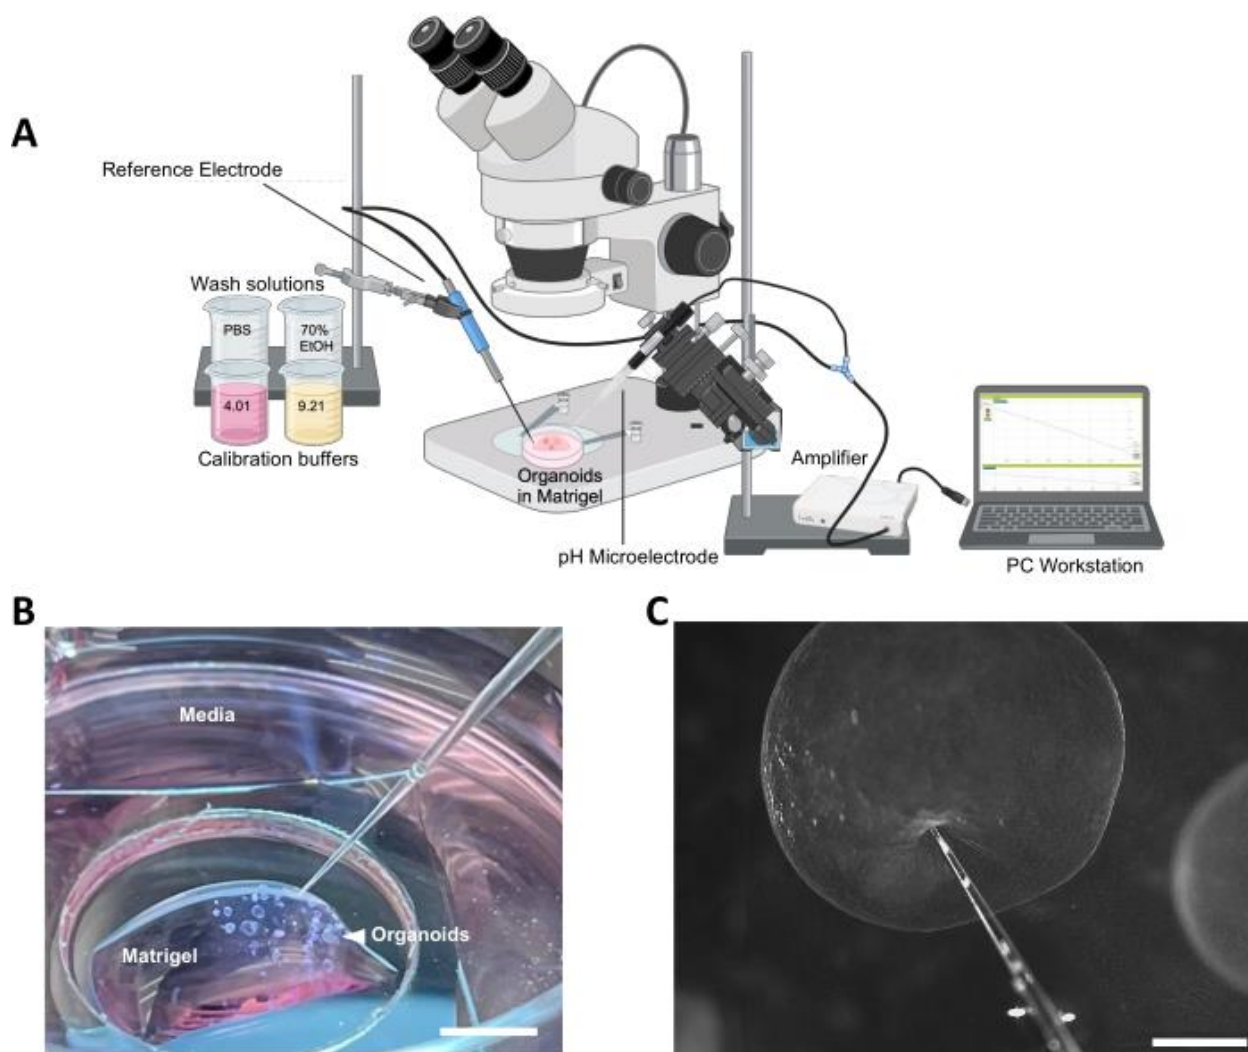 A
Reference Electrode
Wash solutions
PBS
70%
EtOH
4.01
9.21
Calibration buffers
Organoids
in Matrigel
Amplifier
pH Microelectrode
PC Workstation
B
Media
Organoids
Matrigel
C